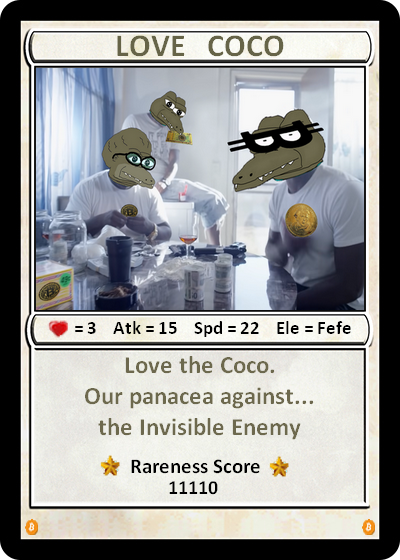 LOVE COCO
= 3 Atk = 15 Spd = 22 Ele = Fefe
Love the Coco.
Our panacea against...
the Invisible Enemy
Rareness Score
11110